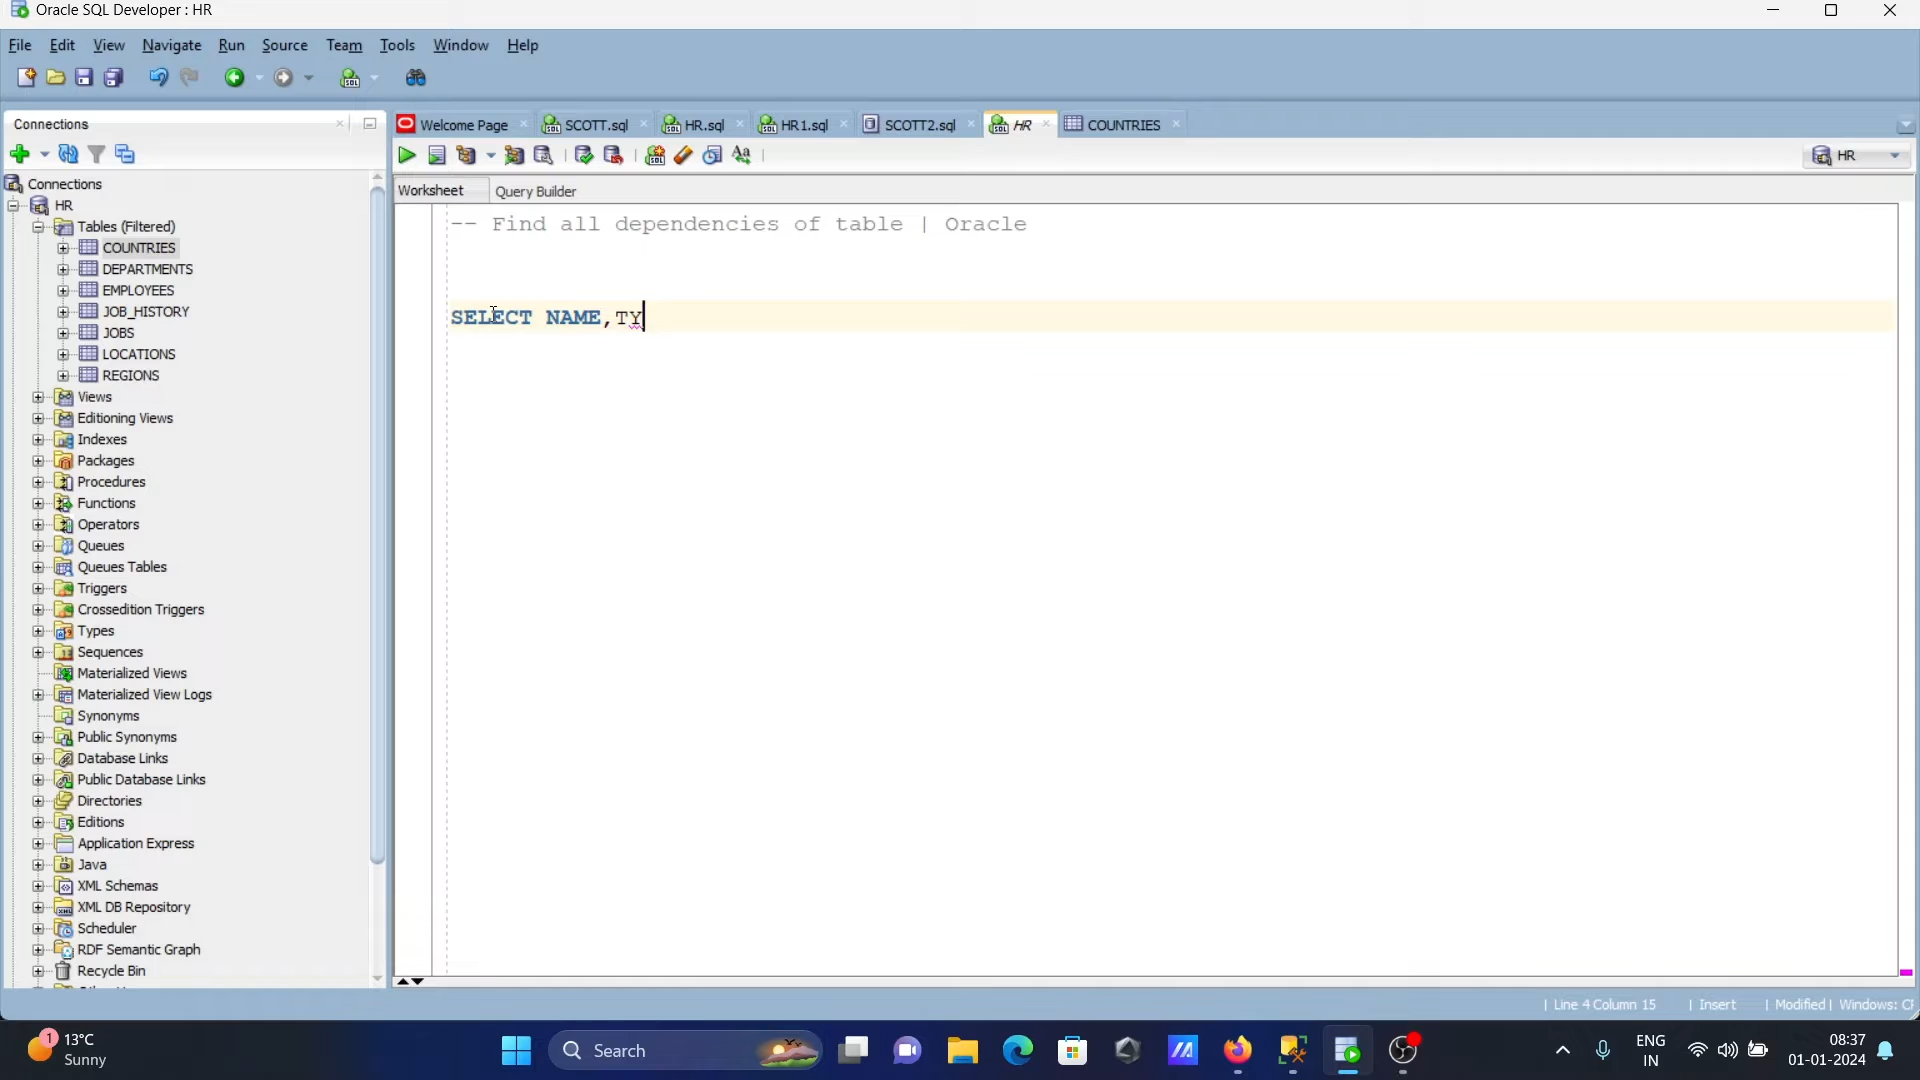 Oracle SQL Developer : HR
File Edit View Navigate Run Source Team Tools Window Help
Connections
Welcome Page SCOTT.sql HR.sql HR1.sql SCOTT2.sql HR COUNTRIES
HR
Worksheet Query Builder
Connections
HR
Tables (Filtered)
COUNTRIES
DEPARTMENTS
EMPLOYEES
JOB_HISTORY
JOBS
LOCATIONS
REGIONS
Views
Editioning Views
Indexes
Packages
Procedures
Functions
Operators
Queues
Queues Tables
Triggers
Crossedition Triggers
Types
Sequences
Materialized Views
Materialized View Logs
Synonyms
Public Synonyms
Database Links
Public Database Links
Directories
Editions
Application Express
Java
XML Schemas
XML DB Repository
Scheduler
RDF Semantic Graph
Recycle Bin
-- Find all dependencies of table | Oracle
SELECT NAME,TY
| Line 4 Column 15 | Insert | Modified | Windows: C
1 13°C
Sunny
Search
ENG
IN
08:37
01-01-2024